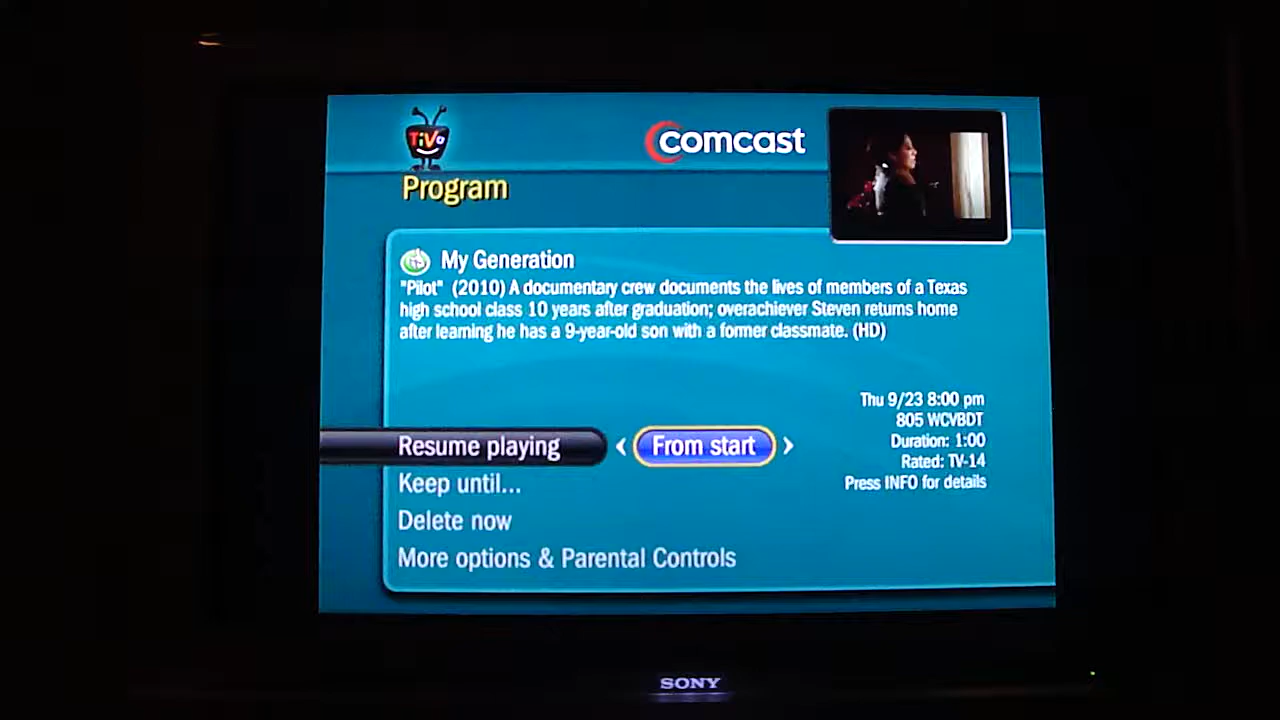 TiVo
comcast
Program
My Generation
"Pilot" (2010) A documentary crew documents the lives of members of a Texas
high school class 10 years after graduation; overachiever Steven returns home
after learning he has a 9-year-old son with a former classmate. (HD)
Thu 9/23 8:00 pm
805 WCVBDT
Duration: 1:00
Rated: TV-14
Press INFO for details
Resume playing < From start >
Keep until...
Delete now
More options & Parental Controls
SONY